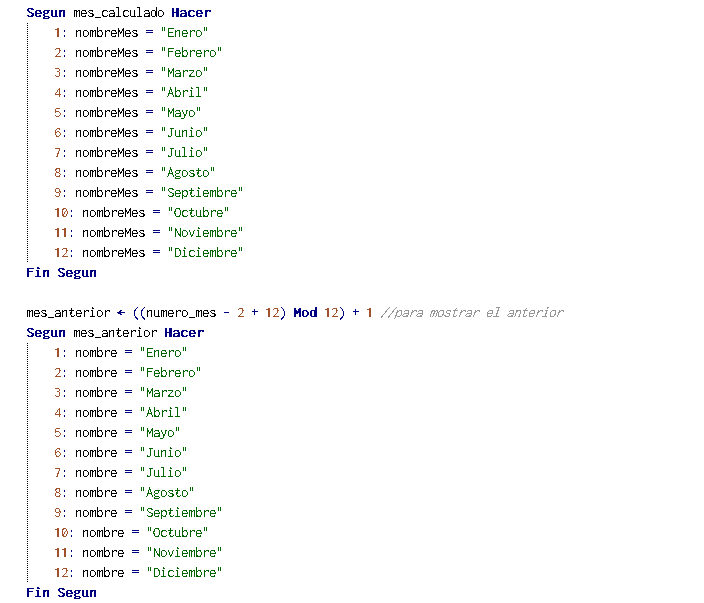 Segun mes_calculado Hacer
1: nombreMes = "Enero"
2: nombreMes = "Febrero"
3: nombreMes = "Marzo"
4: nombreMes = "Abril"
5: nombreMes = "Mayo"
6: nombreMes = "Junio"
7: nombreMes = "Julio"
8: nombreMes = "Agosto"
9: nombreMes = "Septiembre"
10: nombreMes = "Octubre"
11: nombreMes = "Noviembre"
12: nombreMes = "Diciembre"
Fin Segun
mes_anterior ← ((numero_mes - 2 + 12) Mod 12) + 1 //para mostrar el anterior
Segun mes_anterior Hacer
1: nombre = "Enero"
2: nombre = "Febrero"
3: nombre = "Marzo"
4: nombre = "Abril"
5: nombre = "Mayo"
6: nombre = "Junio"
7: nombre = "Julio"
8: nombre = "Agosto"
9: nombre = "Septiembre"
10: nombre = "Octubre"
11: nombre = "Noviembre"
12: nombre = "Diciembre"
Fin Segun